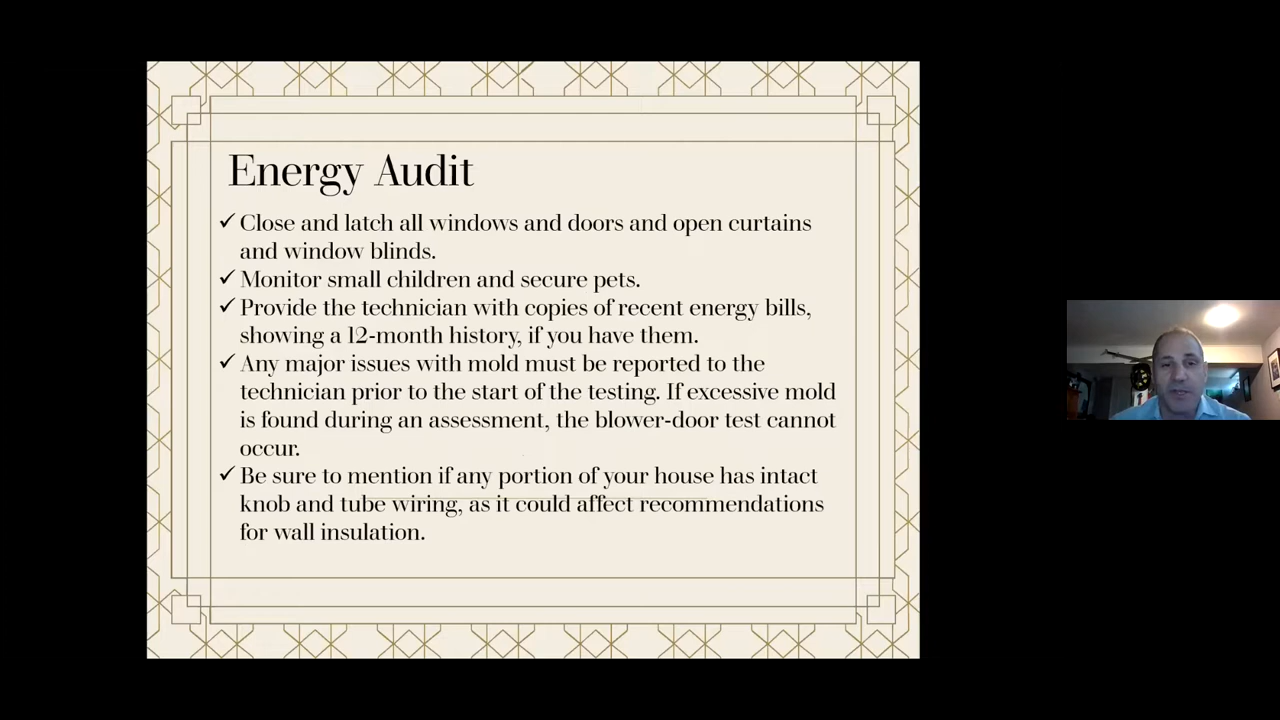 Energy Audit
✓ Close and latch all windows and doors and open curtains
and window blinds.
✓ Monitor small children and secure pets.
✓ Provide the technician with copies of recent energy bills,
showing a 12-month history, if you have them.
✓ Any major issues with mold must be reported to the
technician prior to the start of the testing. If excessive mold
is found during an assessment, the blower-door test cannot
occur.
✓ Be sure to mention if any portion of your house has intact
knob and tube wiring, as it could affect recommendations
for wall insulation.